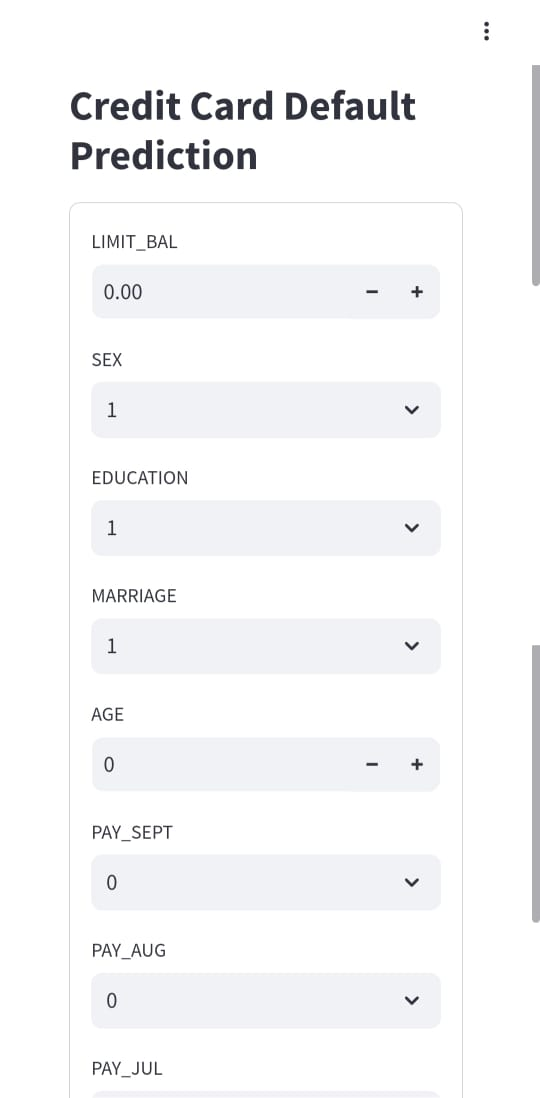 Credit Card Default
Prediction
LIMIT_BAL
0.00
SEX
1
EDUCATION
1
MARRIAGE
1
AGE
0
PAY_SEPT
0
PAY_AUG
0
PAY_JUL